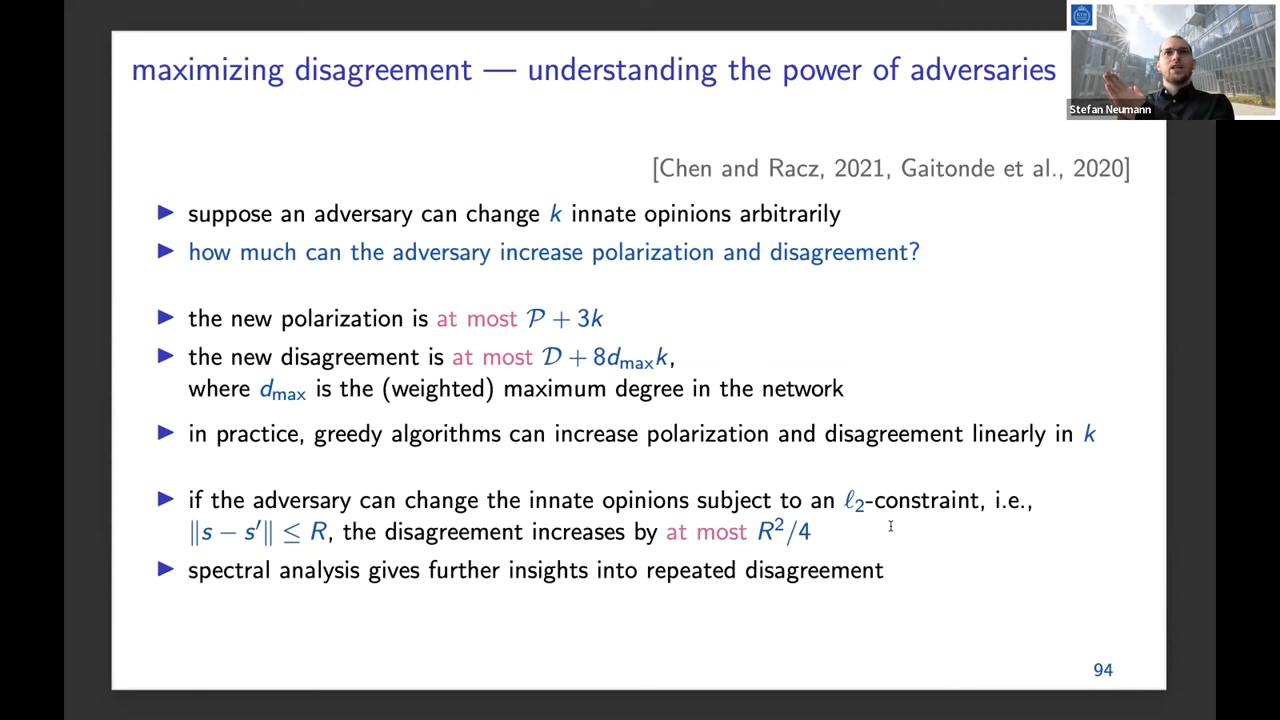 maximizing disagreement — understanding the power of adversaries
Stefan Neumann
[Chen and Racz, 2021, Gaitonde et al., 2020]
▶ suppose an adversary can change k innate opinions arbitrarily
▶ how much can the adversary increase polarization and disagreement?
▶ the new polarization is at most 𝒫 + 3k
▶ the new disagreement is at most 𝒟 + 8d_max k,
where d_max is the (weighted) maximum degree in the network
▶ in practice, greedy algorithms can increase polarization and disagreement linearly in k
▶ if the adversary can change the innate opinions subject to an ℓ₂-constraint, i.e.,
‖s − s′‖ ≤ R, the disagreement increases by at most R²/4
▶ spectral analysis gives further insights into repeated disagreement
94